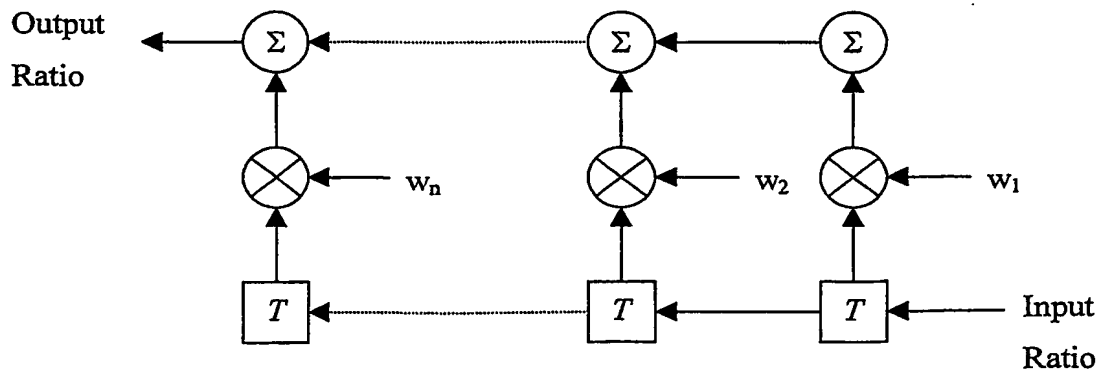 Output
Ratio
Σ Σ Σ
wₙ w₂ w₁
T T T
Input
Ratio